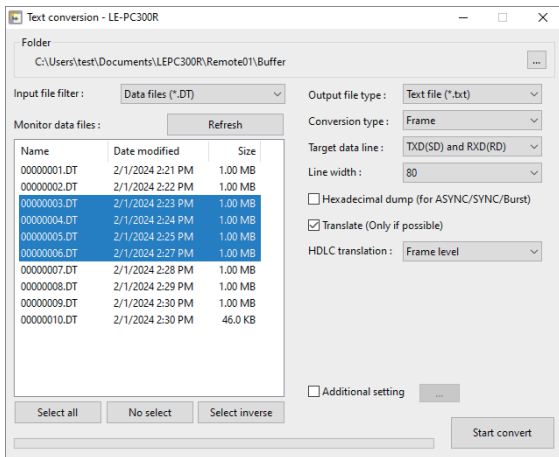 Text conversion - LE-PC300R
Folder
C:\Users\test\Documents\LEPC300R\Remote01\Buffer
...
Input file filter : Data files (*.DT)
Monitor data files : Refresh
Name Date modified Size
00000001.DT 2/1/2024 2:21 PM 1.00 MB
00000002.DT 2/1/2024 2:22 PM 1.00 MB
00000003.DT 2/1/2024 2:23 PM 1.00 MB
00000004.DT 2/1/2024 2:24 PM 1.00 MB
00000005.DT 2/1/2024 2:25 PM 1.00 MB
00000006.DT 2/1/2024 2:27 PM 1.00 MB
00000007.DT 2/1/2024 2:28 PM 1.00 MB
00000008.DT 2/1/2024 2:29 PM 1.00 MB
00000009.DT 2/1/2024 2:30 PM 1.00 MB
00000010.DT 2/1/2024 2:30 PM 46.0 KB
Select all No select Select inverse
Output file type : Text file (*.txt)
Conversion type : Frame
Target data line : TXD(SD) and RXD(RD)
Line width : 80
Hexadecimal dump (for ASYNC/SYNC/Burst)
Translate (Only if possible)
HDLC translation : Frame level
Additional setting ...
Start convert